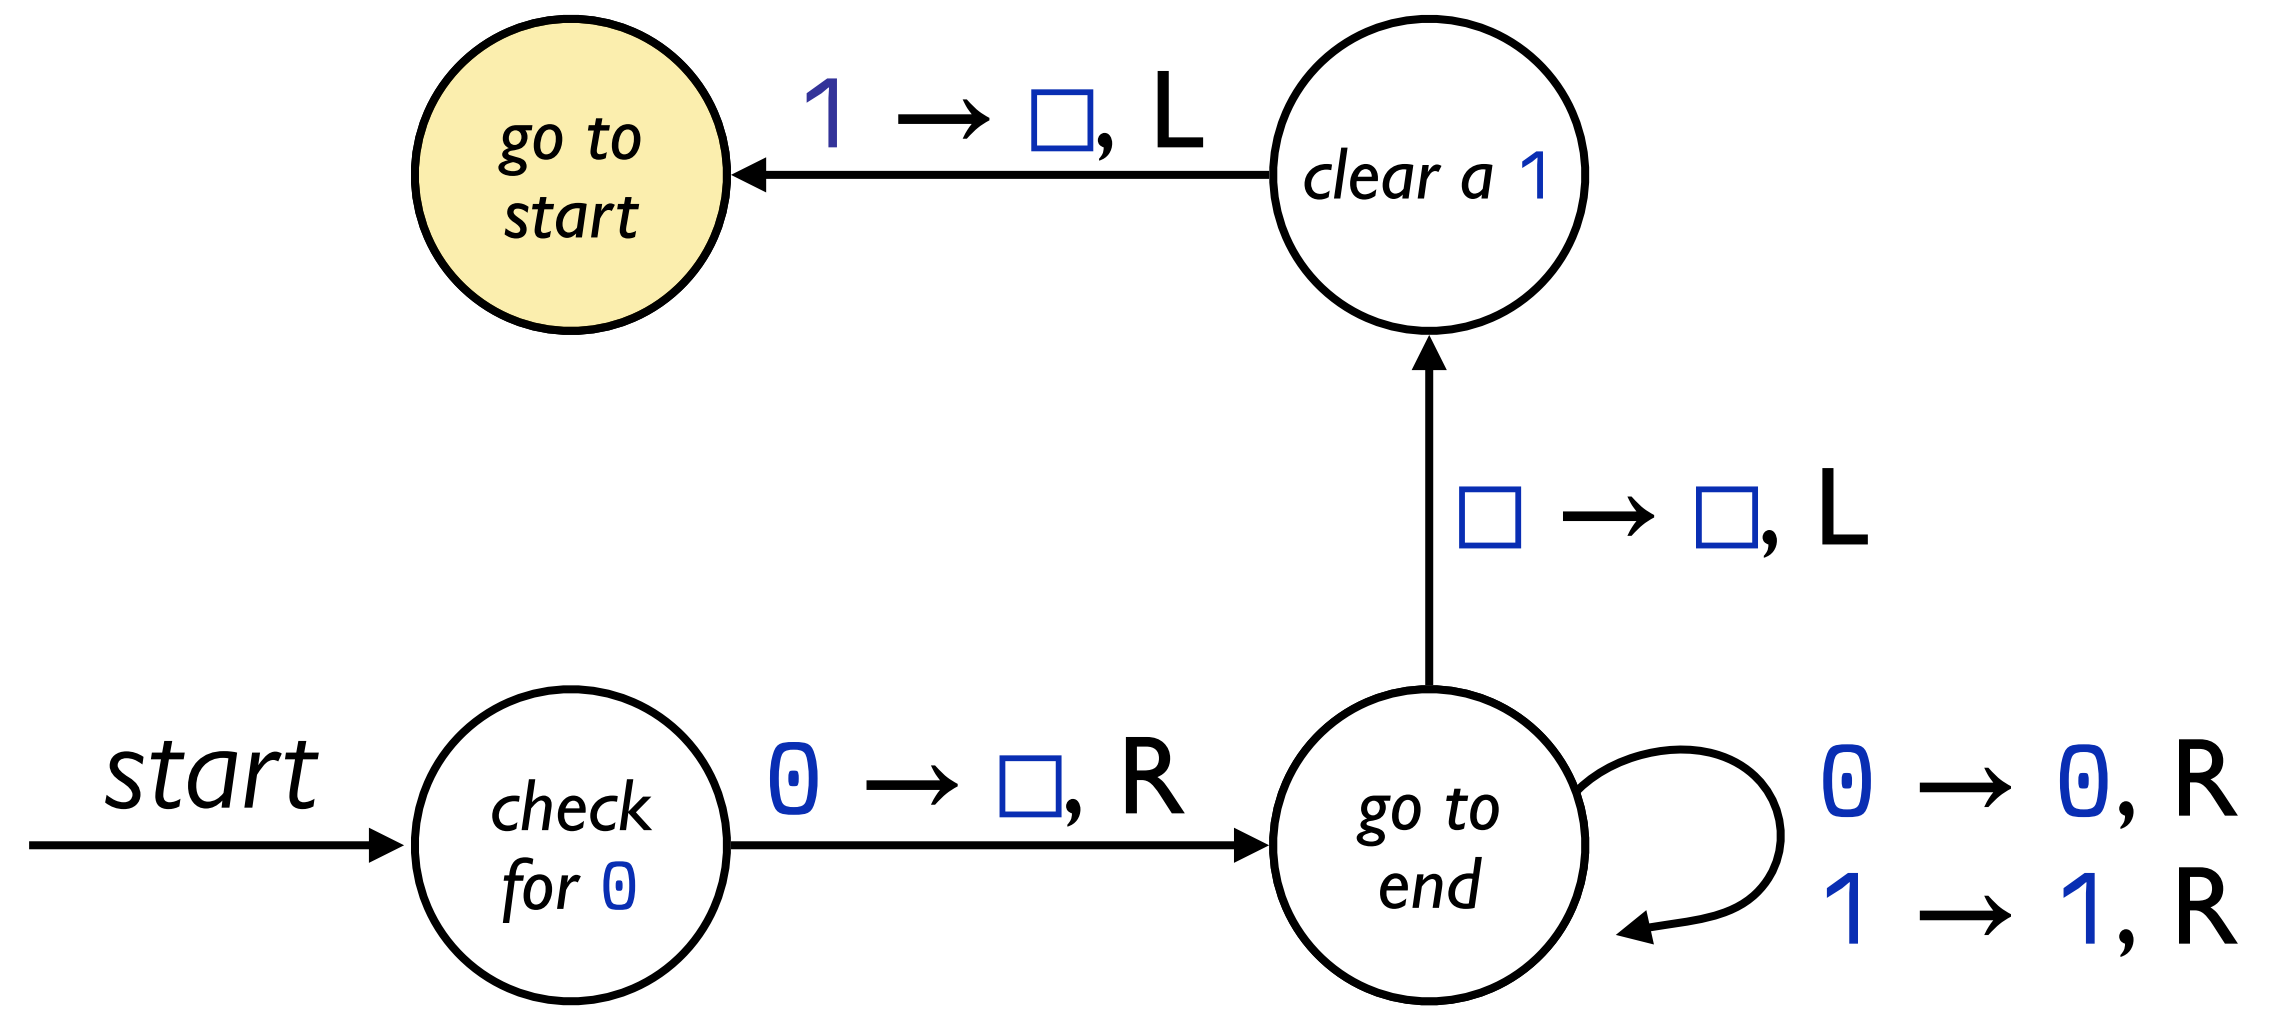 go to
start
1 → □, L
clear a 1
□ → □, L
start
check
for 0
0 → □, R
go to
end
0 → 0, R
1 → 1, R